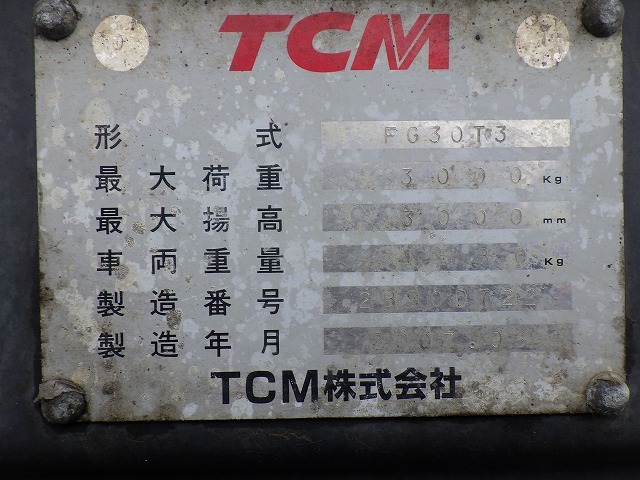 TCM
形式 FG30T3
最大荷重 3000 Kg
最大揚高 3000 mm
車両重量 Kg
製造番号
製造年月
TCM株式会社